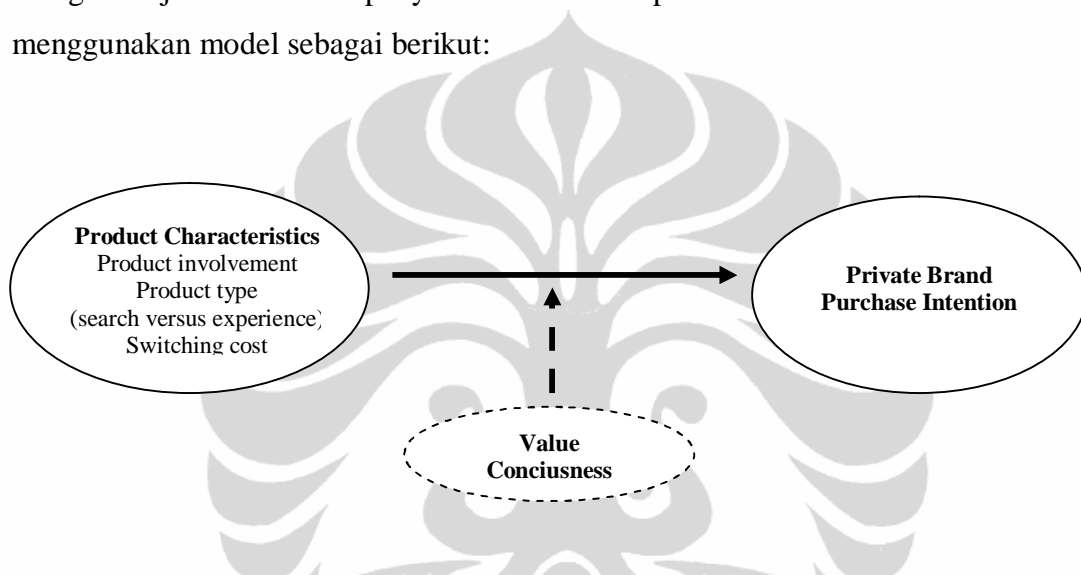 menggunakan model sebagai berikut:
Product Characteristics
Product involvement
Product type
(search versus experience)
Switching cost
Private Brand
Purchase Intention
Value
Conciusness